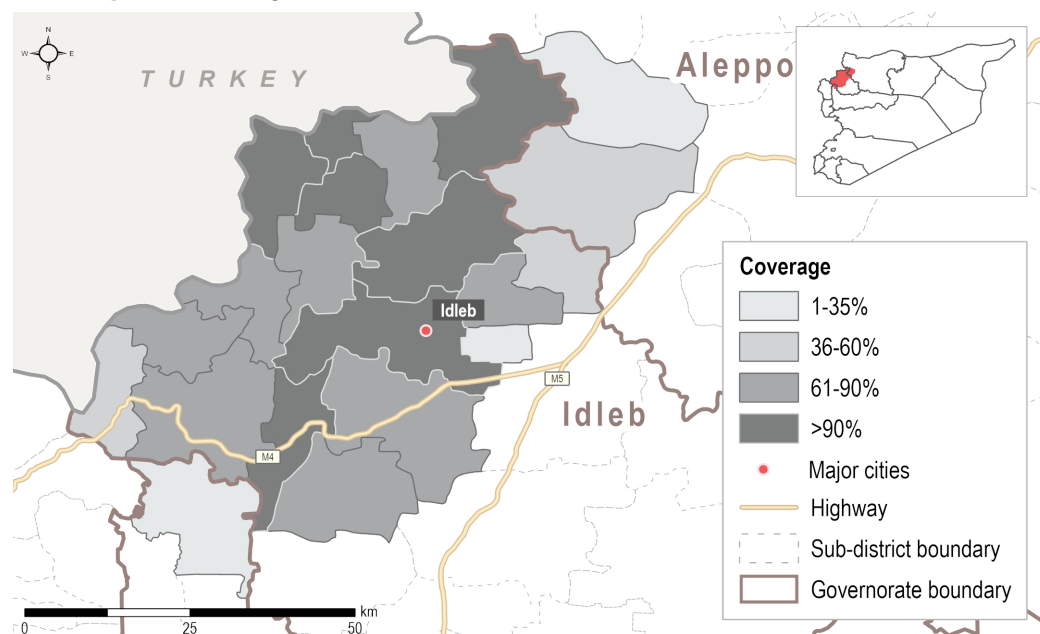 N
W
E
S
TURKEY
Aleppo
Idleb
M5
Idleb
M4
km
0
25
50
Coverage
1-35%
36-60%
61-90%
>90%
Major cities
Highway
Sub-district boundary
Governorate boundary